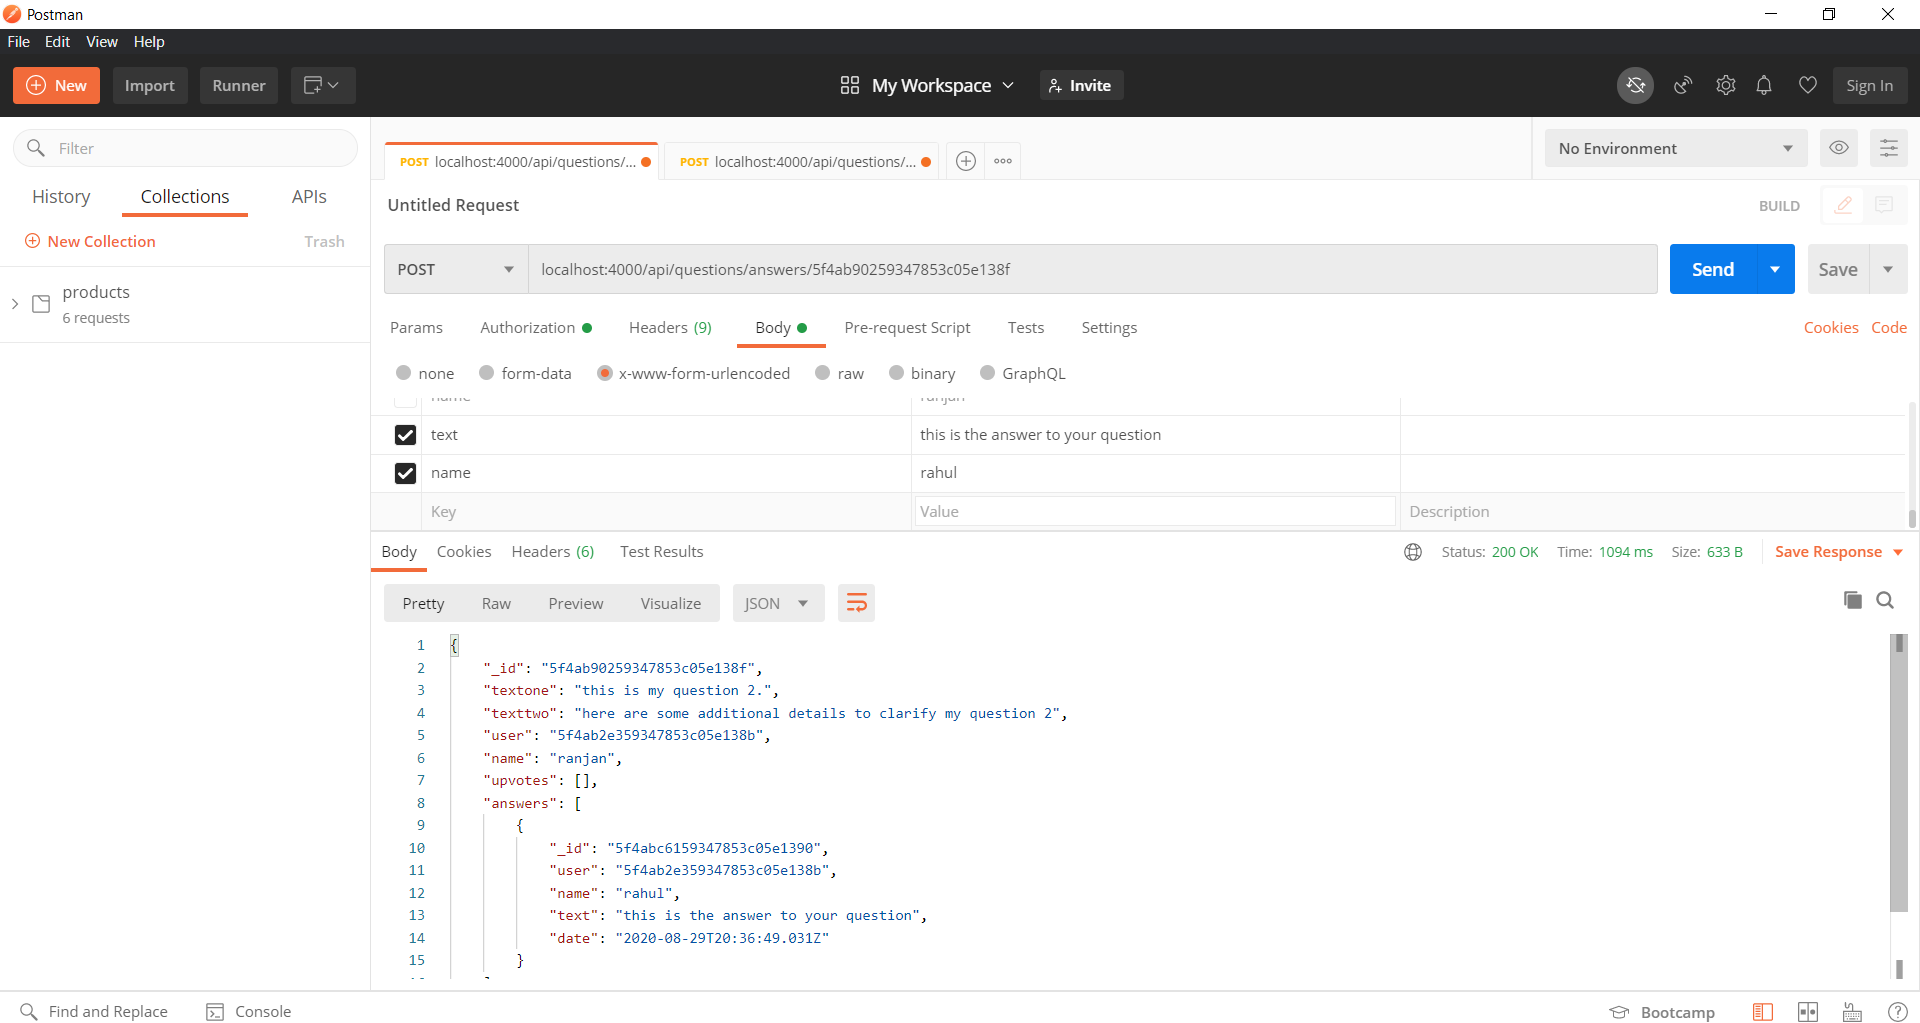 Postman
File Edit View Help
New Import Runner My Workspace Invite Sign In
Filter
History Collections APIs
New Collection Trash
products
6 requests
POST localhost:4000/api/questions/... POST localhost:4000/api/questions/... No Environment
Untitled Request BUILD
POST localhost:4000/api/questions/answers/5f4ab90259347853c05e138f Send Save
Params Authorization Headers (9) Body Pre-request Script Tests Settings Cookies Code
none form-data x-www-form-urlencoded raw binary GraphQL
name ranjan
text this is the answer to your question
name rahul
Key Value Description
Body Cookies Headers (6) Test Results Status: 200 OK Time: 1094 ms Size: 633 B Save Response
Pretty Raw Preview Visualize JSON
1 {
2 "_id": "5f4ab90259347853c05e138f",
3 "textone": "this is my question 2.",
4 "texttwo": "here are some additional details to clarify my question 2",
5 "user": "5f4ab2e359347853c05e138b",
6 "name": "ranjan",
7 "upvotes": [],
8 "answers": [
9 {
10 "_id": "5f4abc6159347853c05e1390",
11 "user": "5f4ab2e359347853c05e138b",
12 "name": "rahul",
13 "text": "this is the answer to your question",
14 "date": "2020-08-29T20:36:49.031Z"
15 }
Find and Replace Console Bootcamp